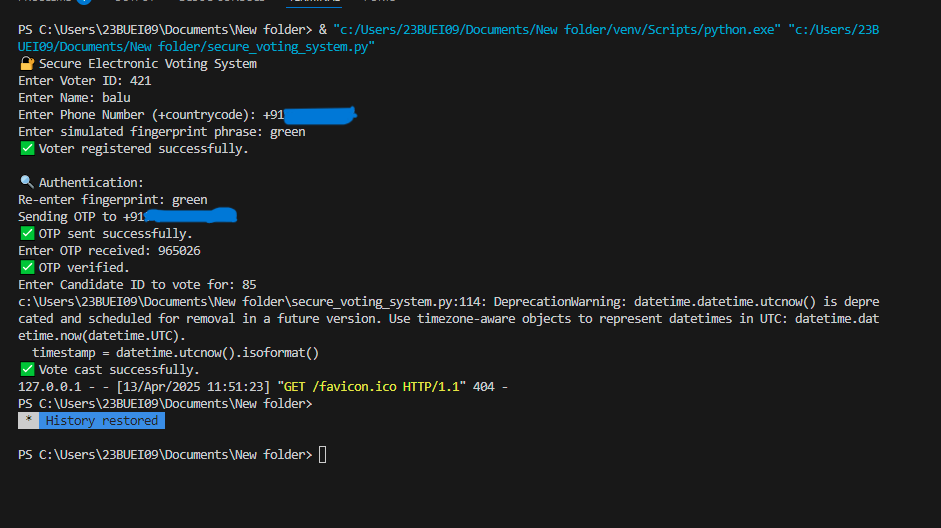 PS C:\Users\23BUEI09\Documents\New folder> & "c:/Users/23BUEI09/Documents/New folder/venv/Scripts/python.exe" "c:/Users/23B
UEI09/Documents/New folder/secure_voting_system.py"
🔐 Secure Electronic Voting System
Enter Voter ID: 421
Enter Name: balu
Enter Phone Number (+countrycode): +91
Enter simulated fingerprint phrase: green
✅ Voter registered successfully.
🔍 Authentication:
Re-enter fingerprint: green
Sending OTP to +91
✅ OTP sent successfully.
Enter OTP received: 965026
✅ OTP verified.
Enter Candidate ID to vote for: 85
c:\Users\23BUEI09\Documents\New folder\secure_voting_system.py:114: DeprecationWarning: datetime.datetime.utcnow() is depre
cated and scheduled for removal in a future version. Use timezone-aware objects to represent datetimes in UTC: datetime.dat
etime.now(datetime.UTC).
  timestamp = datetime.utcnow().isoformat()
✅ Vote cast successfully.
127.0.0.1 - - [13/Apr/2025 11:51:23] "GET /favicon.ico HTTP/1.1" 404 -
PS C:\Users\23BUEI09\Documents\New folder>
* History restored
PS C:\Users\23BUEI09\Documents\New folder>